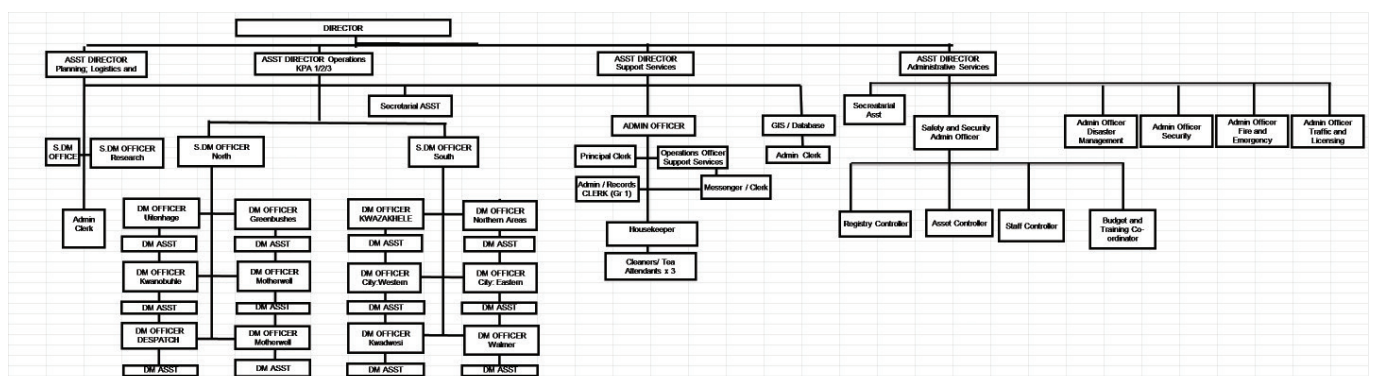 DIRECTOR
ASST DIRECTOR
Planning; Logistics and
ASST DIRECTOR Operations
KPA 1/2/3
ASST DIRECTOR
Support Services
ASST DIRECTOR
Administrative Services
Secretarial ASST
Secreatarial
Asst
ADMIN OFFICER
GIS / Database
Safety and Security
Admin Officer
Admin Officer
Disaster
Management
Admin Officer
Security
Admin Officer
Fire and
Emergency
Admin Officer
Traffic and
Licensing
S.DM
OFFICE
S.DM OFFICER
Research
S.DM OFFICER
North
S.DM OFFICER
South
Principal Clerk
Operations Officer
Support Services
Admin Clerk
Admin / Records
CLERK (Gr 1)
Messenger / Clerk
Admin
Clerk
DM OFFICER
Uitenhage
DM OFFICER
Greenbushes
DM OFFICER
KWAZAKHELE
DM OFFICER
Northern Areas
Housekeeper
Registry Controller
Asset Controller
Staff Controller
Budget and
Training Co-
ordinator
DM ASST
DM ASST
DM ASST
DM ASST
Cleaners/ Tea
Attendants x 3
DM OFFICER
Kwanobuhle
DM OFFICER
Motherwell
DM OFFICER
City:Western
DM OFFICER
City: Eastern
DM ASST
DM ASST
DM ASST
DM ASST
DM OFFICER
DESPATCH
DM OFFICER
Motherwell
DM OFFICER
Kwadwesi
DM OFFICER
Walmer
DM ASST
DM ASST
DM ASST
DM ASST